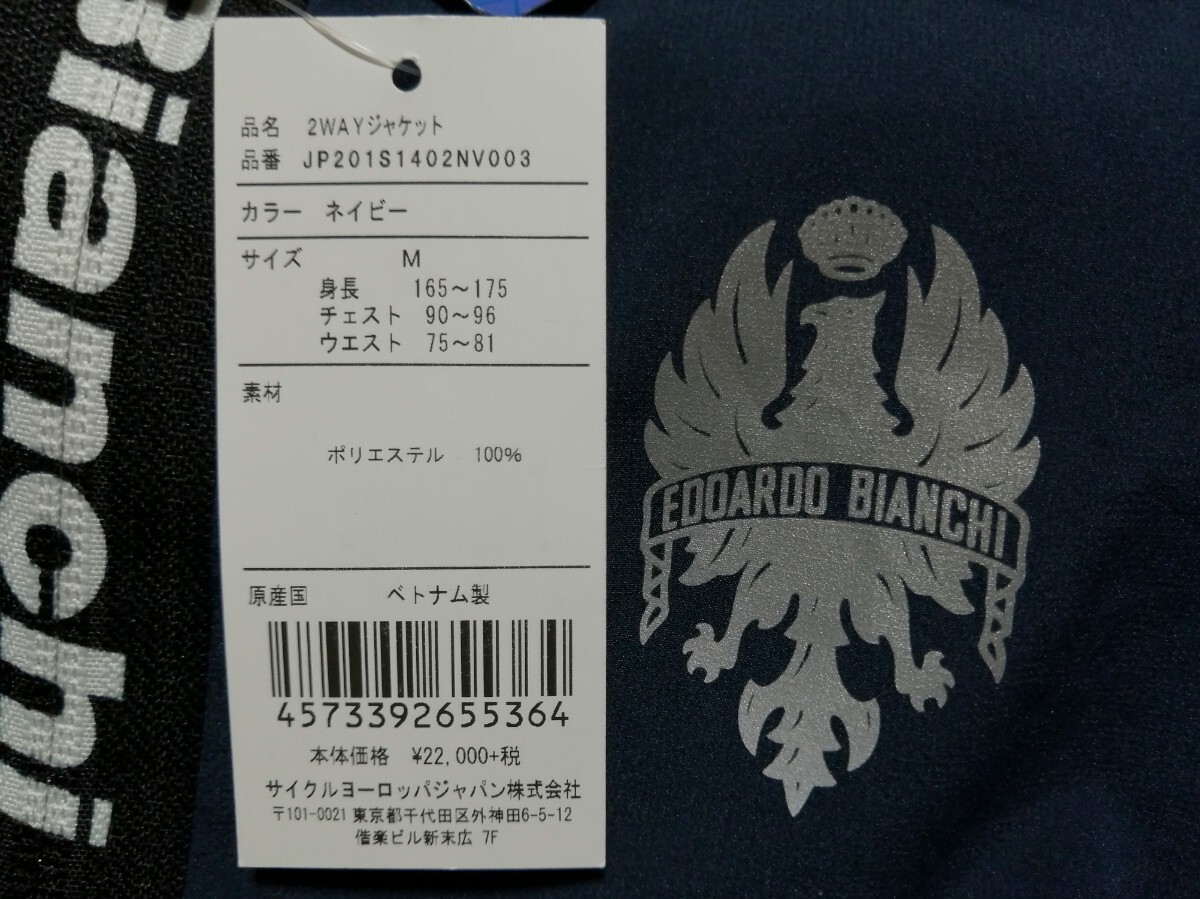 Bianchi
品名 2WAYジャケット
品番 JP201S1402NV003
カラー ネイビー
サイズ M
身長 165～175
チェスト 90～96
ウエスト 75～81
素材
ポリエステル 100%
原産国 ベトナム製
4573392655364
本体価格 ¥22,000+税
サイクルヨーロッパジャパン株式会社
〒101-0021 東京都千代田区外神田6-5-12
偕楽ビル新末広 7F
EDOARDO BIANCHI